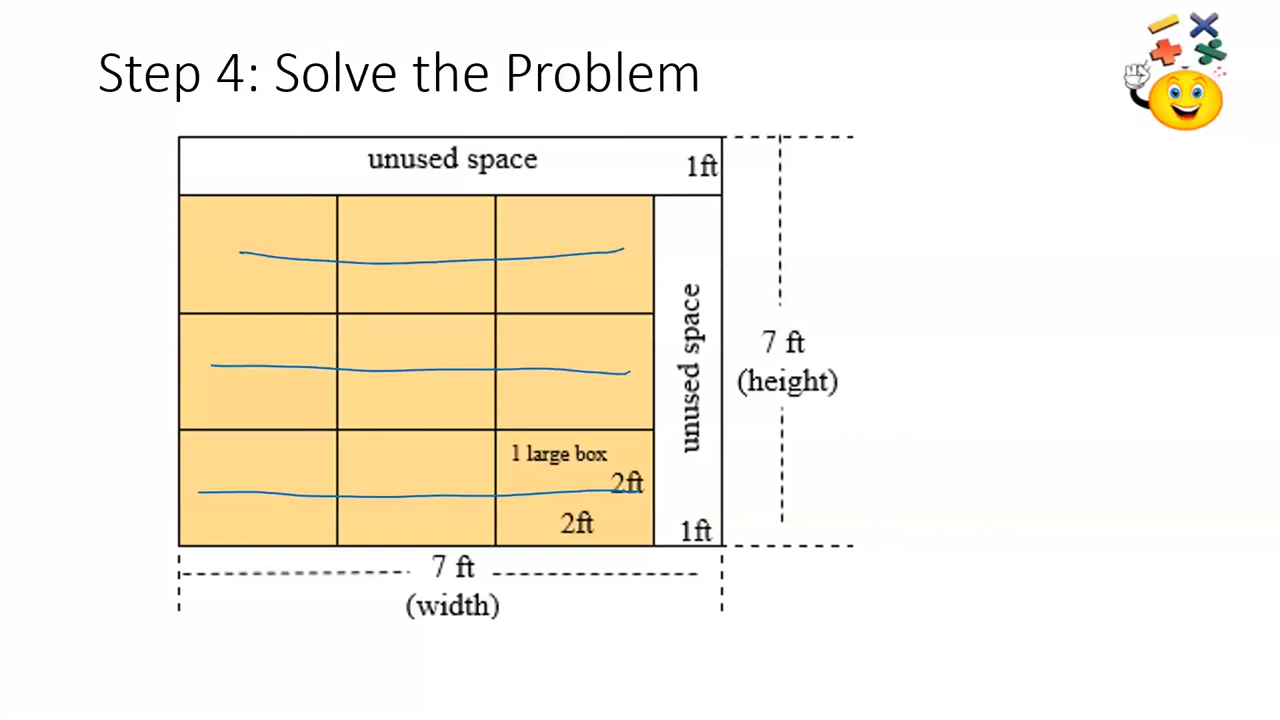 Step 4: Solve the Problem
unused space
1ft
unused space
7 ft
(height)
1 large box
2ft
2ft
1ft
7 ft
(width)